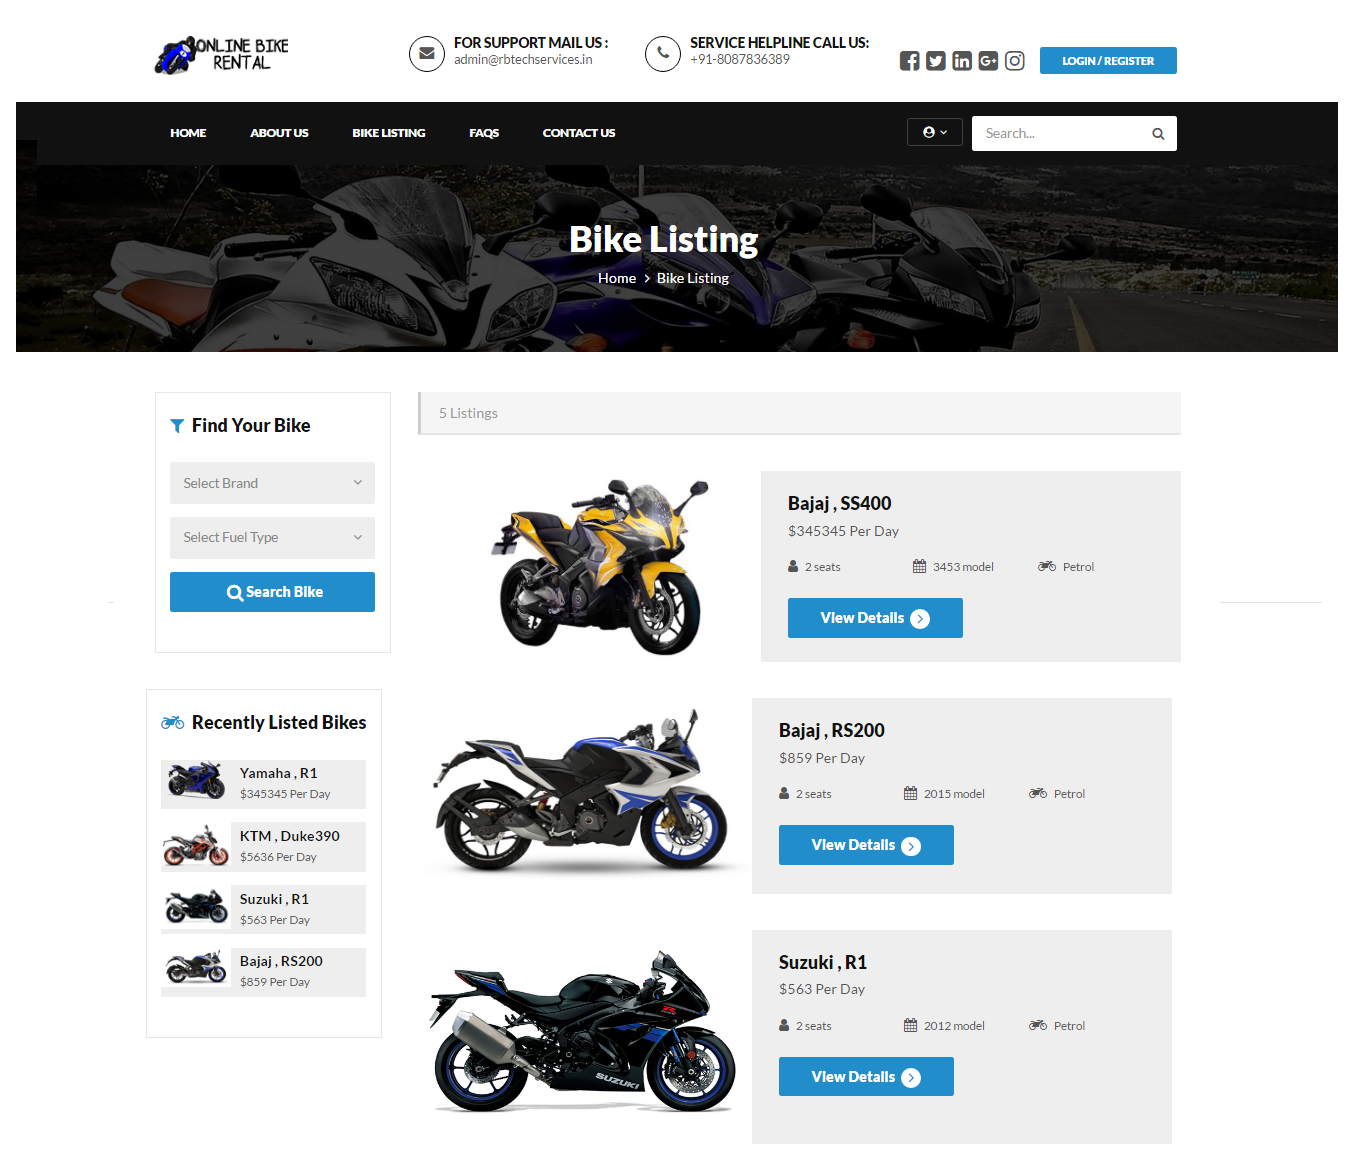 ONLINE BIKE
RENTAL
FOR SUPPORT MAIL US :
admin@rbtechservices.in
SERVICE HELPLINE CALL US:
+91-8087836389
LOGIN / REGISTER
HOME
ABOUT US
BIKE LISTING
FAQS
CONTACT US
Search...
Bike Listing
Home > Bike Listing
Find Your Bike
Select Brand
Select Fuel Type
Search Bike
Recently Listed Bikes
Yamaha , R1
$345345 Per Day
KTM , Duke390
$5636 Per Day
Suzuki , R1
$563 Per Day
Bajaj , RS200
$859 Per Day
5 Listings
Bajaj , SS400
$345345 Per Day
2 seats
3453 model
Petrol
View Details
Bajaj , RS200
$859 Per Day
2 seats
2015 model
Petrol
View Details
SUZUKI
R
Suzuki , R1
$563 Per Day
2 seats
2012 model
Petrol
View Details